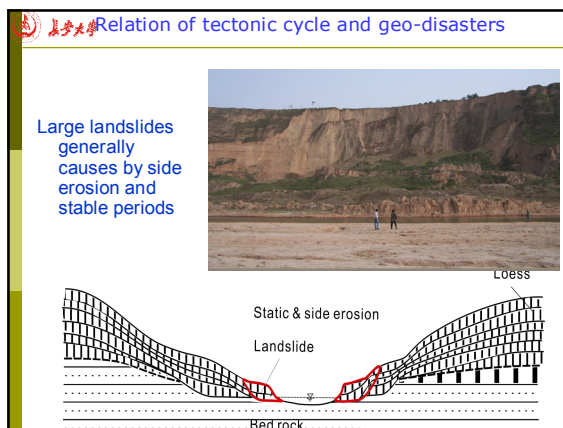 長安大學 Relation of tectonic cycle and geo-disasters
Large landslides
generally
causes by side
erosion and
stable periods
Loess
Static & side erosion
Landslide
Bed rock